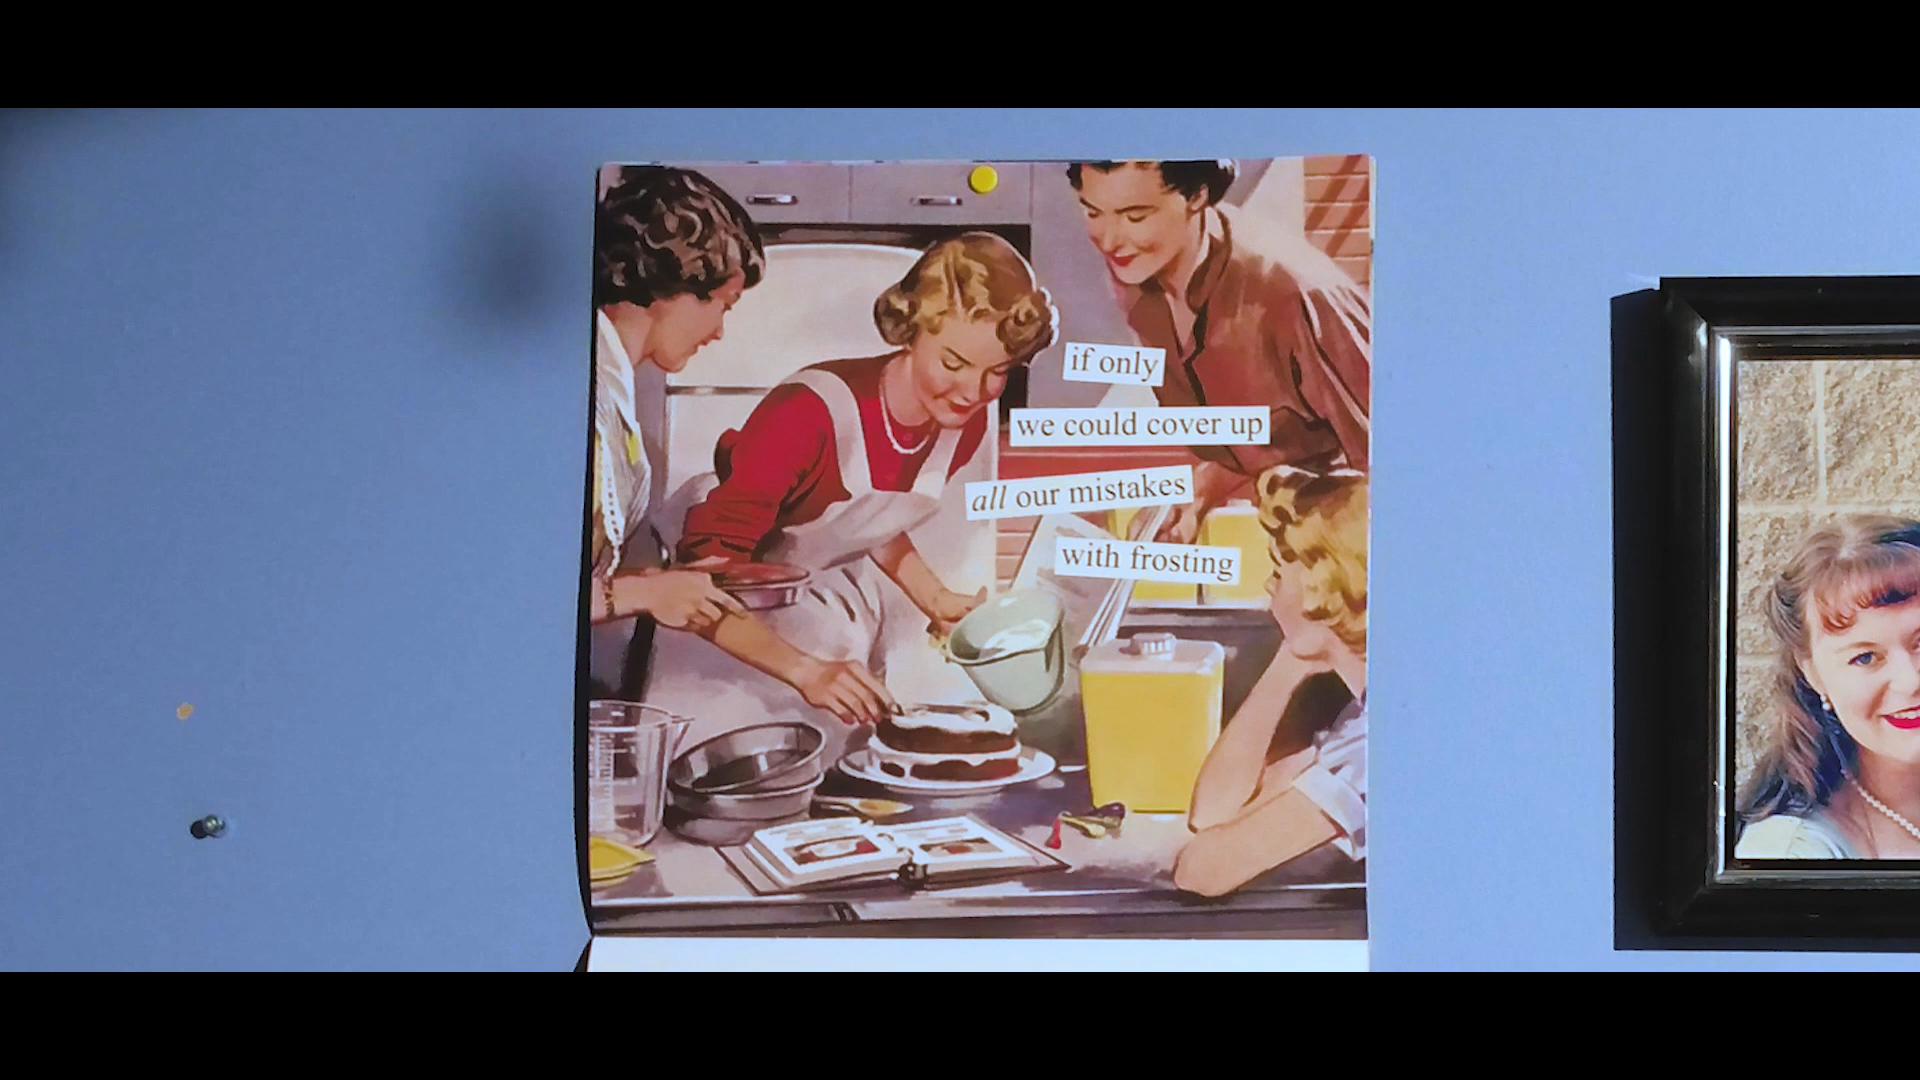 if only
we could cover up
all our mistakes
with frosting